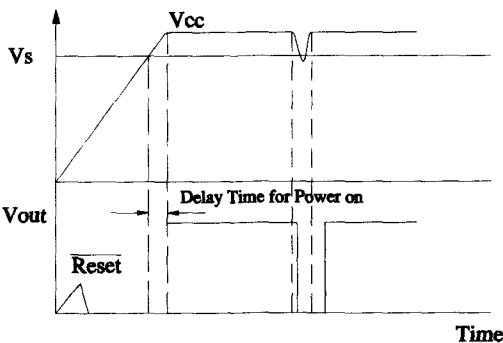 Vcc
Vs
Delay Time for Power on
Vout
Reset
Time